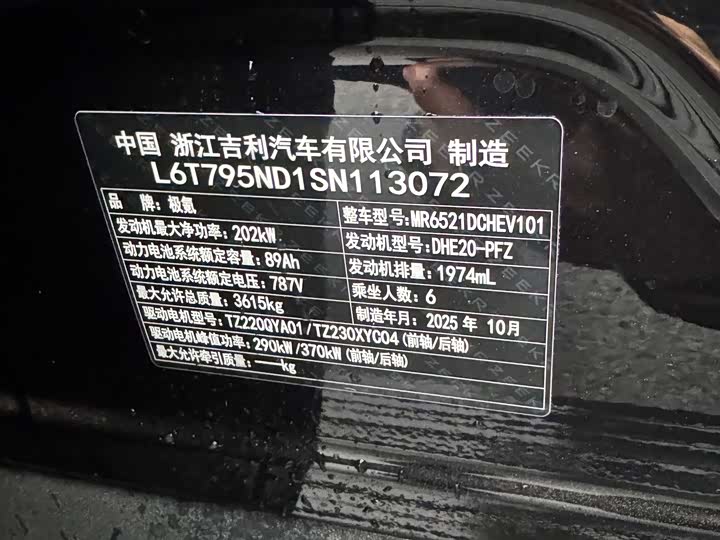 中国 浙江吉利汽车有限公司 制造
L6T795ND1SN113072
品 牌: 极氪 整车型号: MR6521DCHEV101
发动机最大净功率: 202kW 发动机型号: DHE20-PFZ
动力电池系统额定容量: 89Ah 发动机排量: 1974mL
动力电池系统额定电压: 787V 乘坐人数: 6
最大允许总质量: 3615kg 制造年月: 2025 年 10月
驱动电机型号: TZ220QYA01/TZ230XYC04 (前轴/后轴)
驱动电机峰值功率: 290kW/370kW (前轴/后轴)
最大允许牵引质量: ——kg
ZEEKR